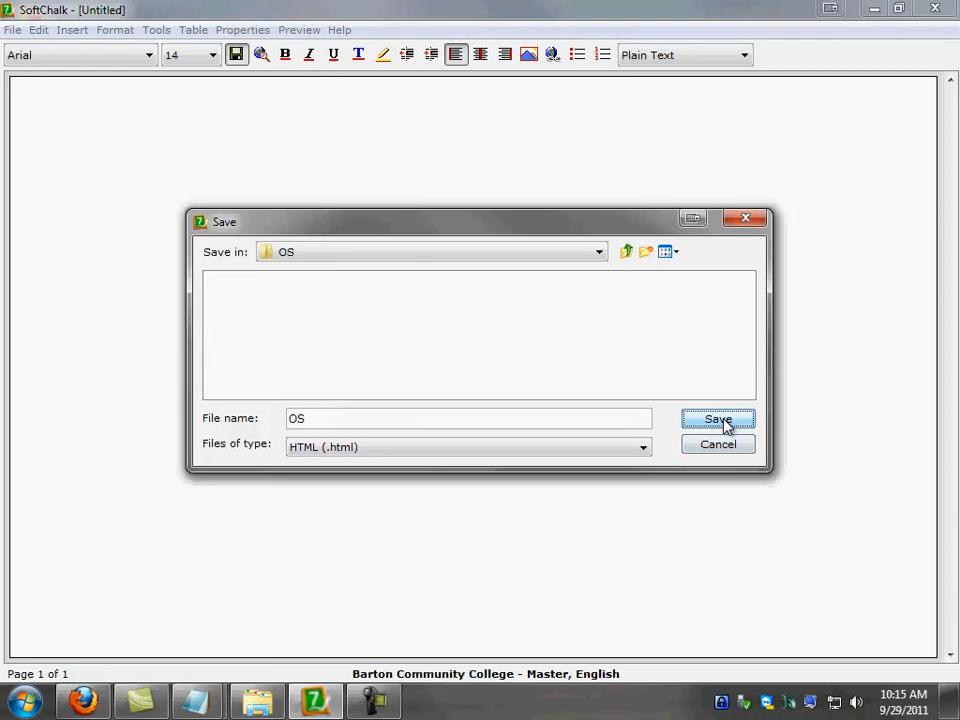 SoftChalk - [Untitled]
File Edit Insert Format Tools Table Properties Preview Help
Arial 14 B I U T Plain Text
7 Save
Save in: OS
File name: OS Save
Files of type: HTML (.html) Cancel
Page 1 of 1 Barton Community College - Master, English
7 10:15 AM
9/29/2011